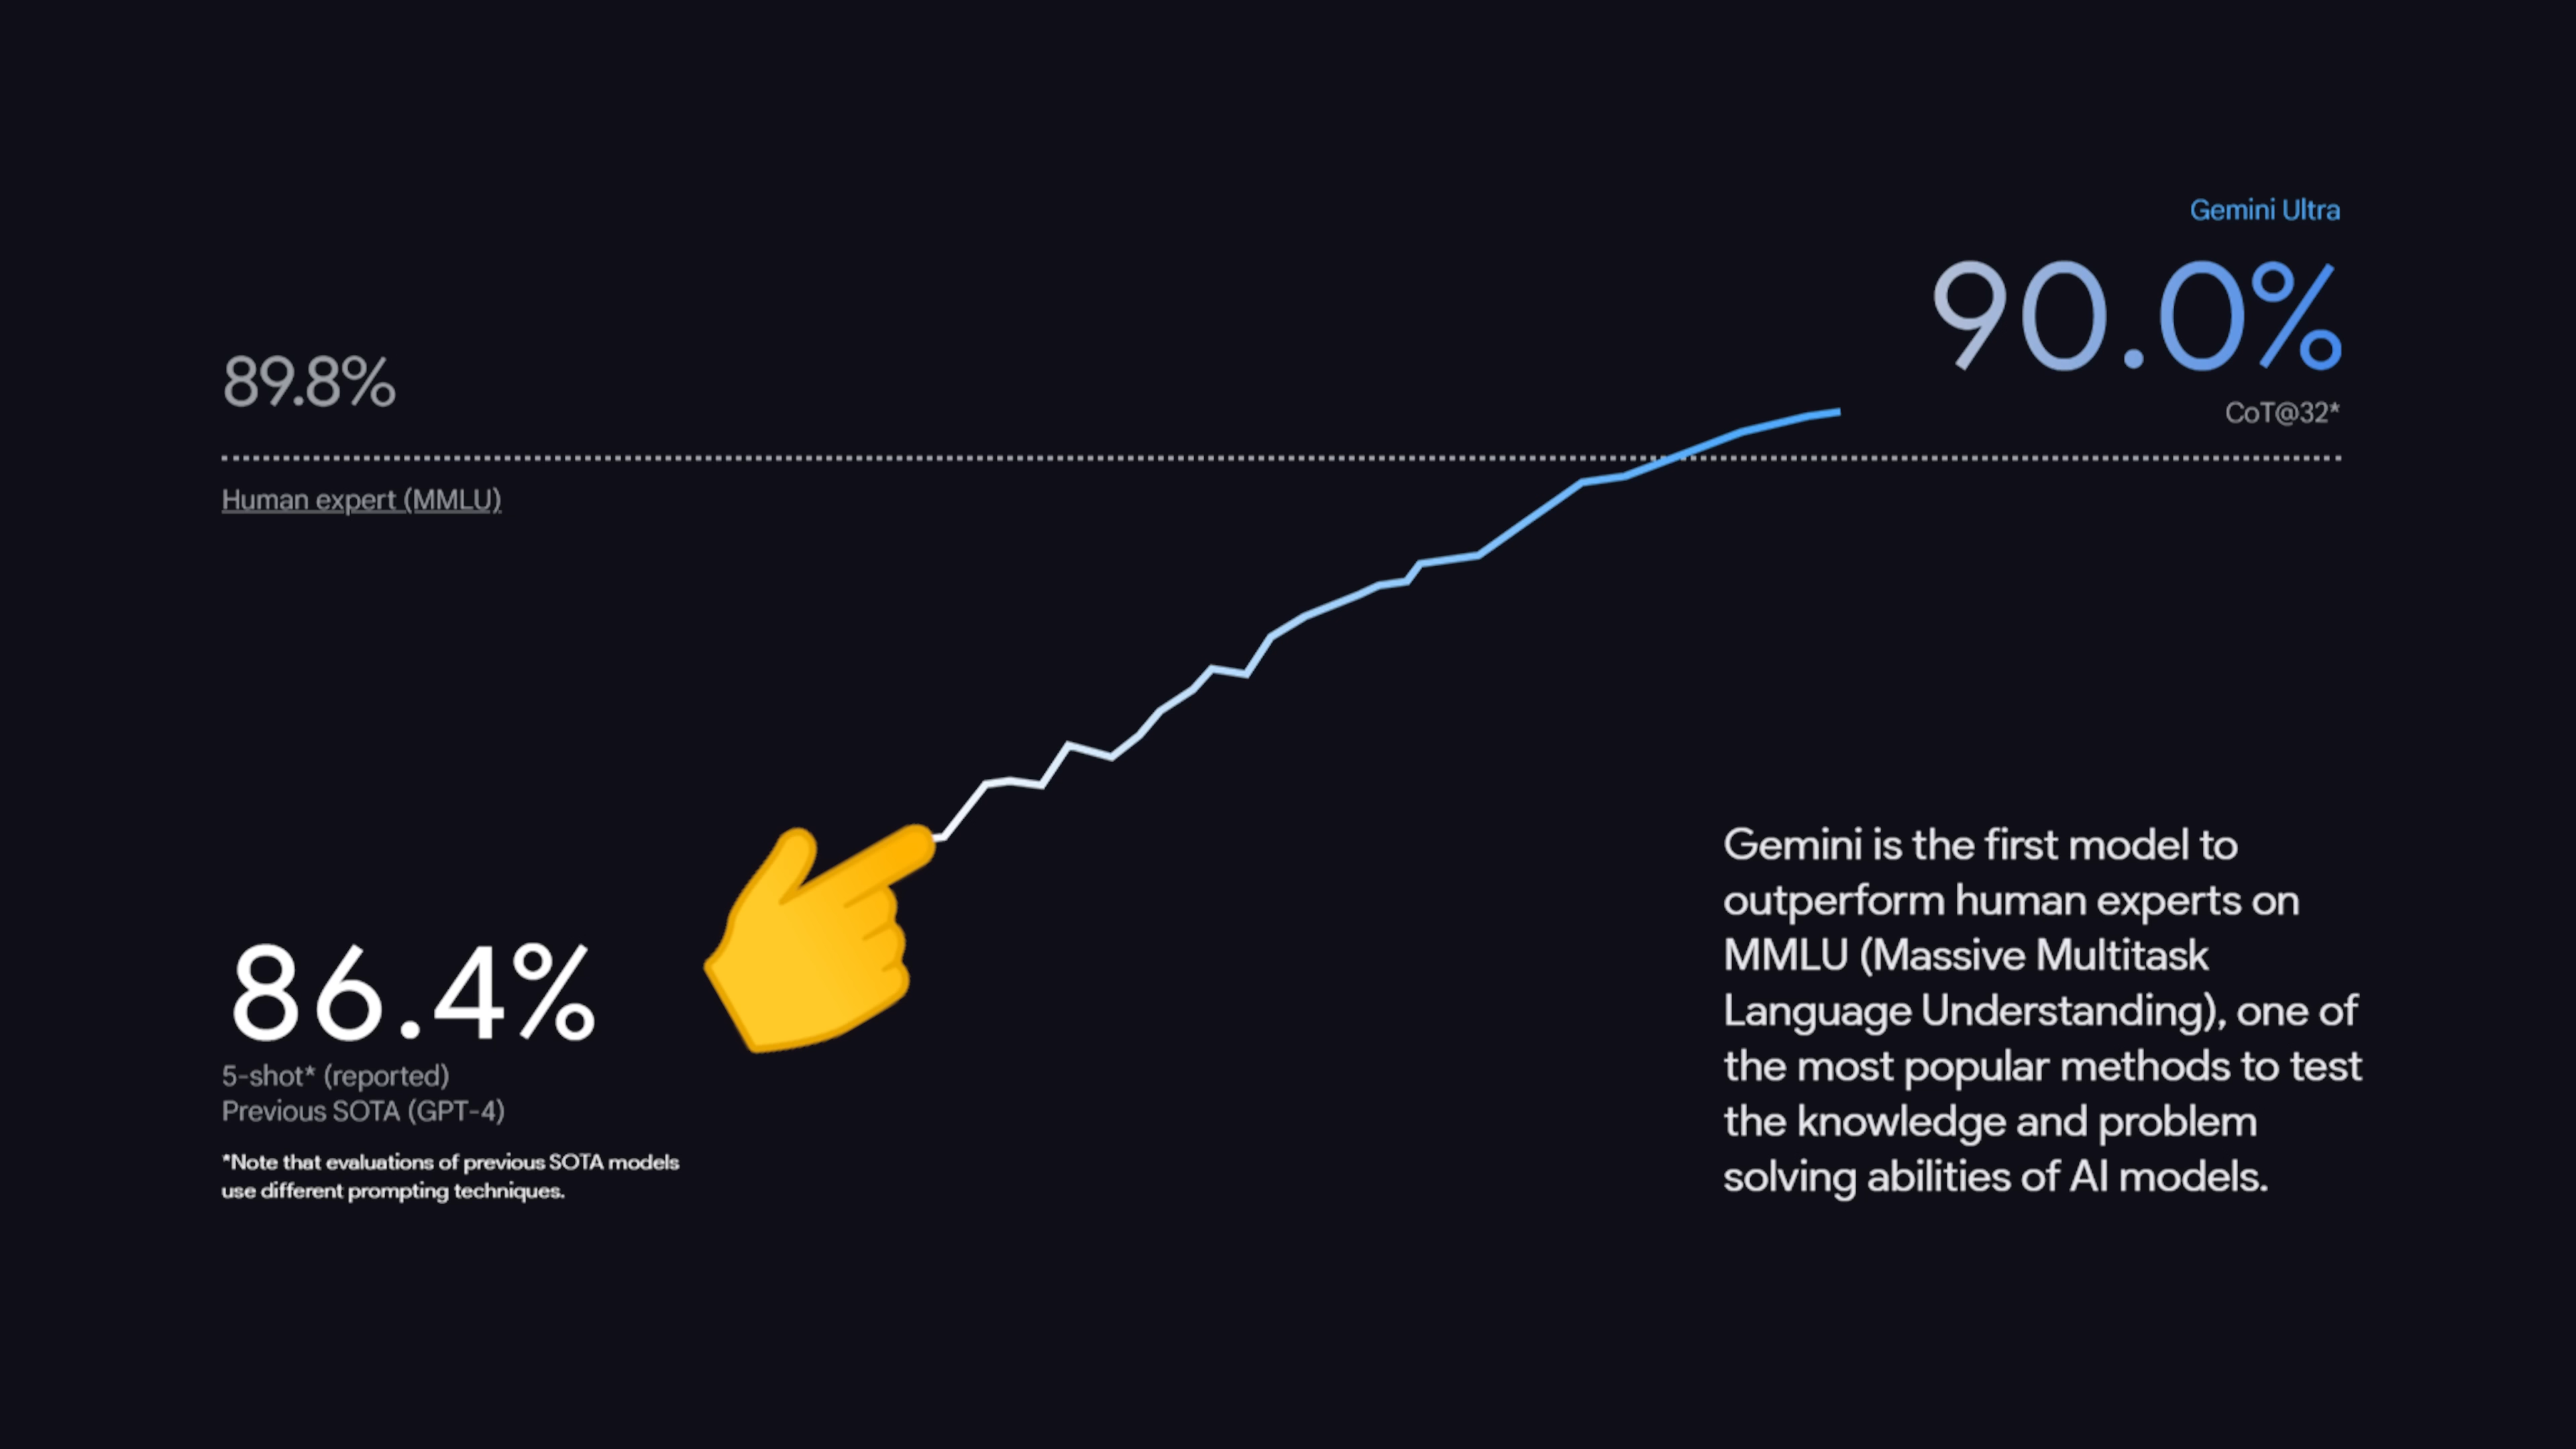 Gemini Ultra
90.0%
CoT@32*
89.8%
Human expert (MMLU)
86.4%
5-shot* (reported)
Previous SOTA (GPT-4)
*Note that evaluations of previous SOTA models
use different prompting techniques.
Gemini is the first model to
outperform human experts on
MMLU (Massive Multitask
Language Understanding), one of
the most popular methods to test
the knowledge and problem
solving abilities of AI models.